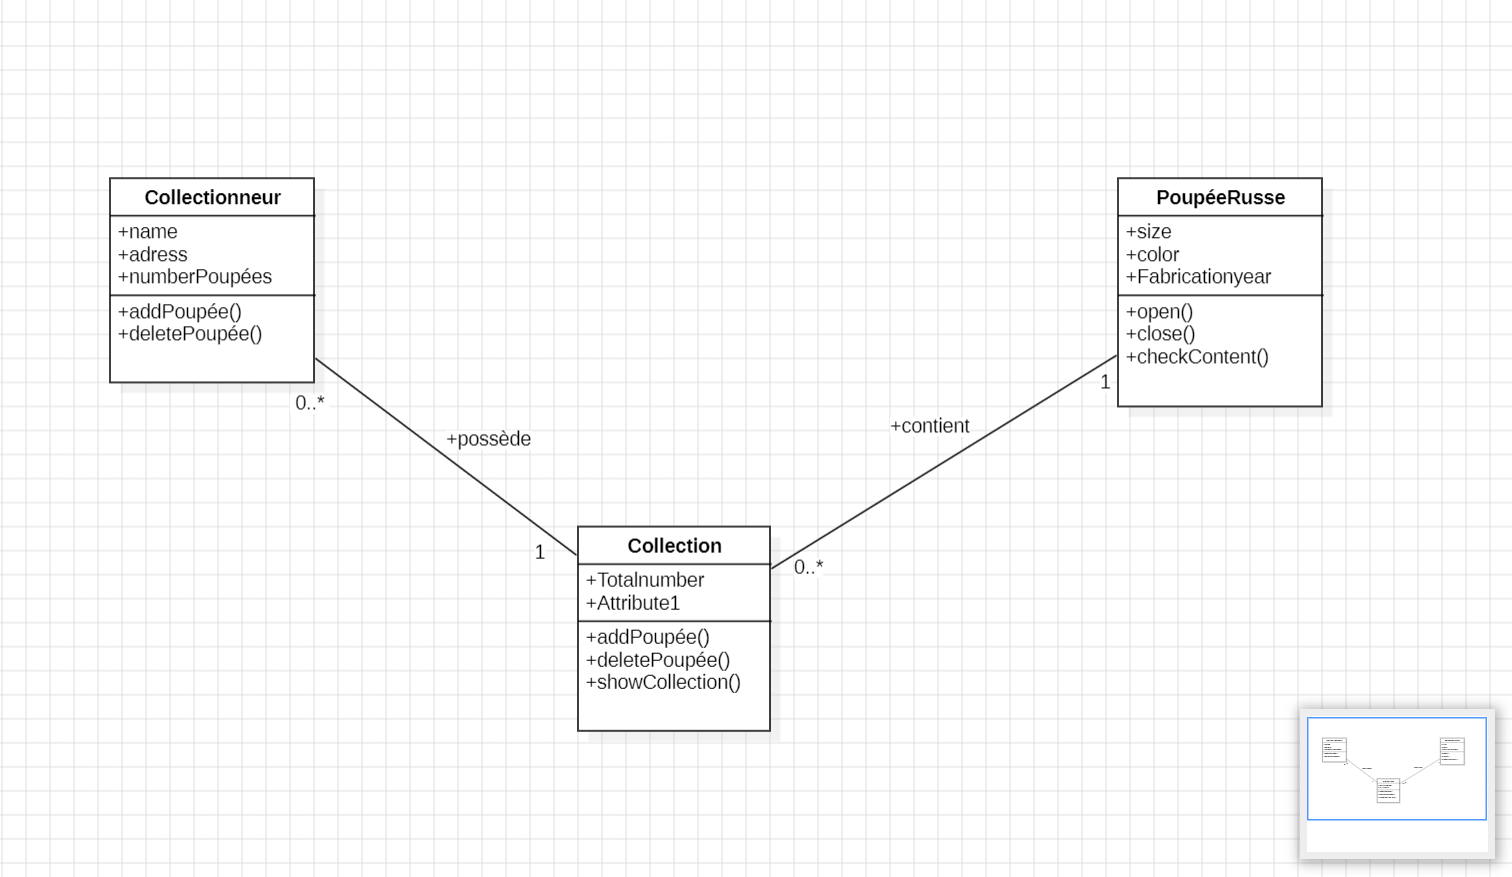 Collectionneur
+name
+adress
+numberPoupées
+addPoupée()
+deletePoupée()
PoupéeRusse
+size
+color
+Fabricationyear
+open()
+close()
+checkContent()
0..*
+possède
1
1
+contient
0..*
Collection
+Totalnumber
+Attribute1
+addPoupée()
+deletePoupée()
+showCollection()